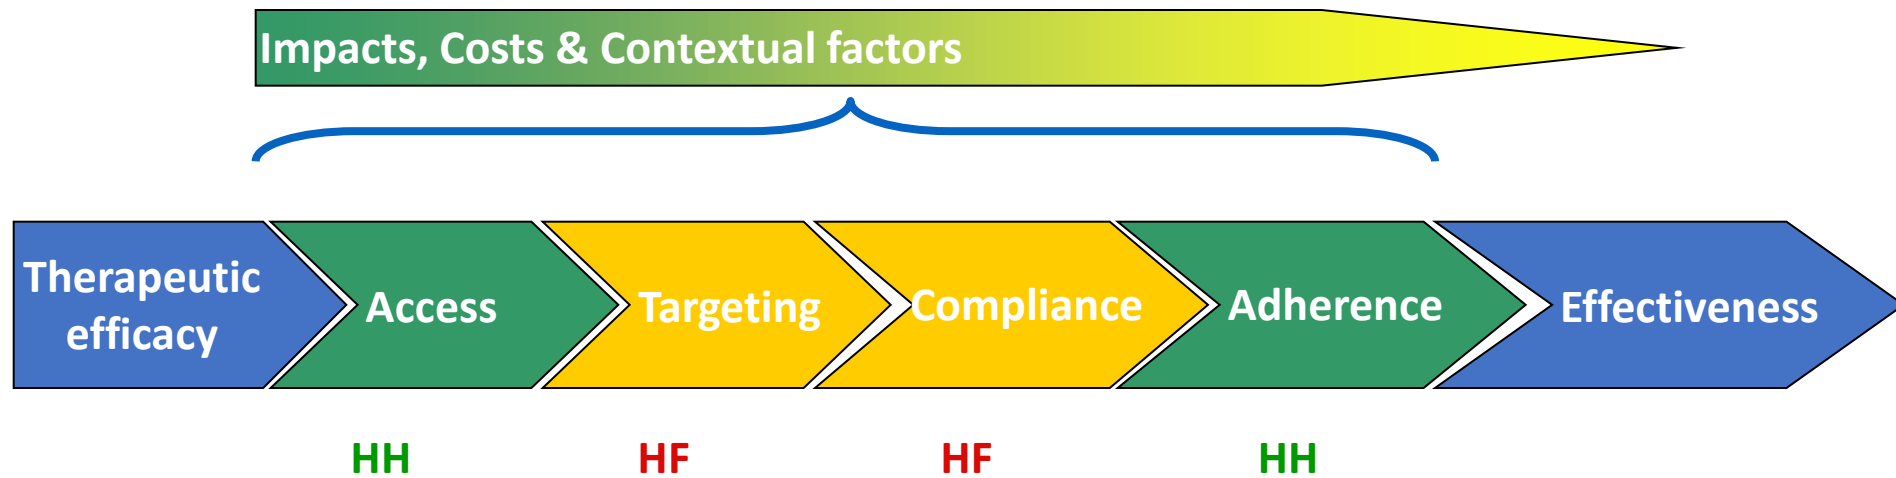 Impacts, Costs & Contextual factors
Therapeutic
efficacy
Access
Targeting
Compliance
Adherence
Effectiveness
HH
HF
HF
HH